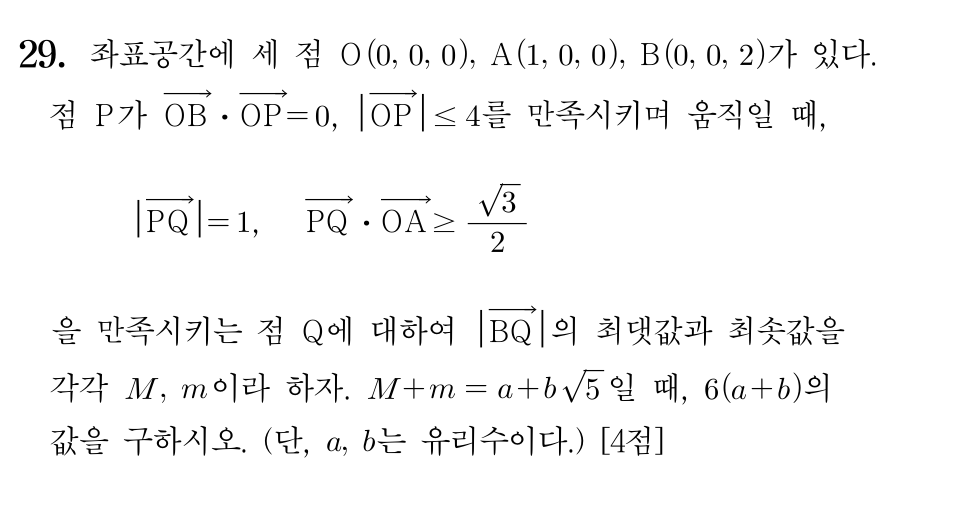 29. 좌표공간에 세 점 O(0, 0, 0), A(1, 0, 0), B(0, 0, 2)가 있다.
점 P가 $\overrightarrow{OB} \cdot \overrightarrow{OP} = 0$, $|\overrightarrow{OP}| \leq 4$를 만족시키며 움직일 때,
$|\overrightarrow{PQ}| = 1$, $\overrightarrow{PQ} \cdot \overrightarrow{OA} \geq \frac{\sqrt{3}}{2}$
을 만족시키는 점 Q에 대하여 $|\overrightarrow{BQ}|$의 최댓값과 최솟값을
각각 M, m이라 하자. $M + m = a + b\sqrt{5}$일 때, 6(a+b)의
값을 구하시오. (단, a, b는 유리수이다.) [4점]